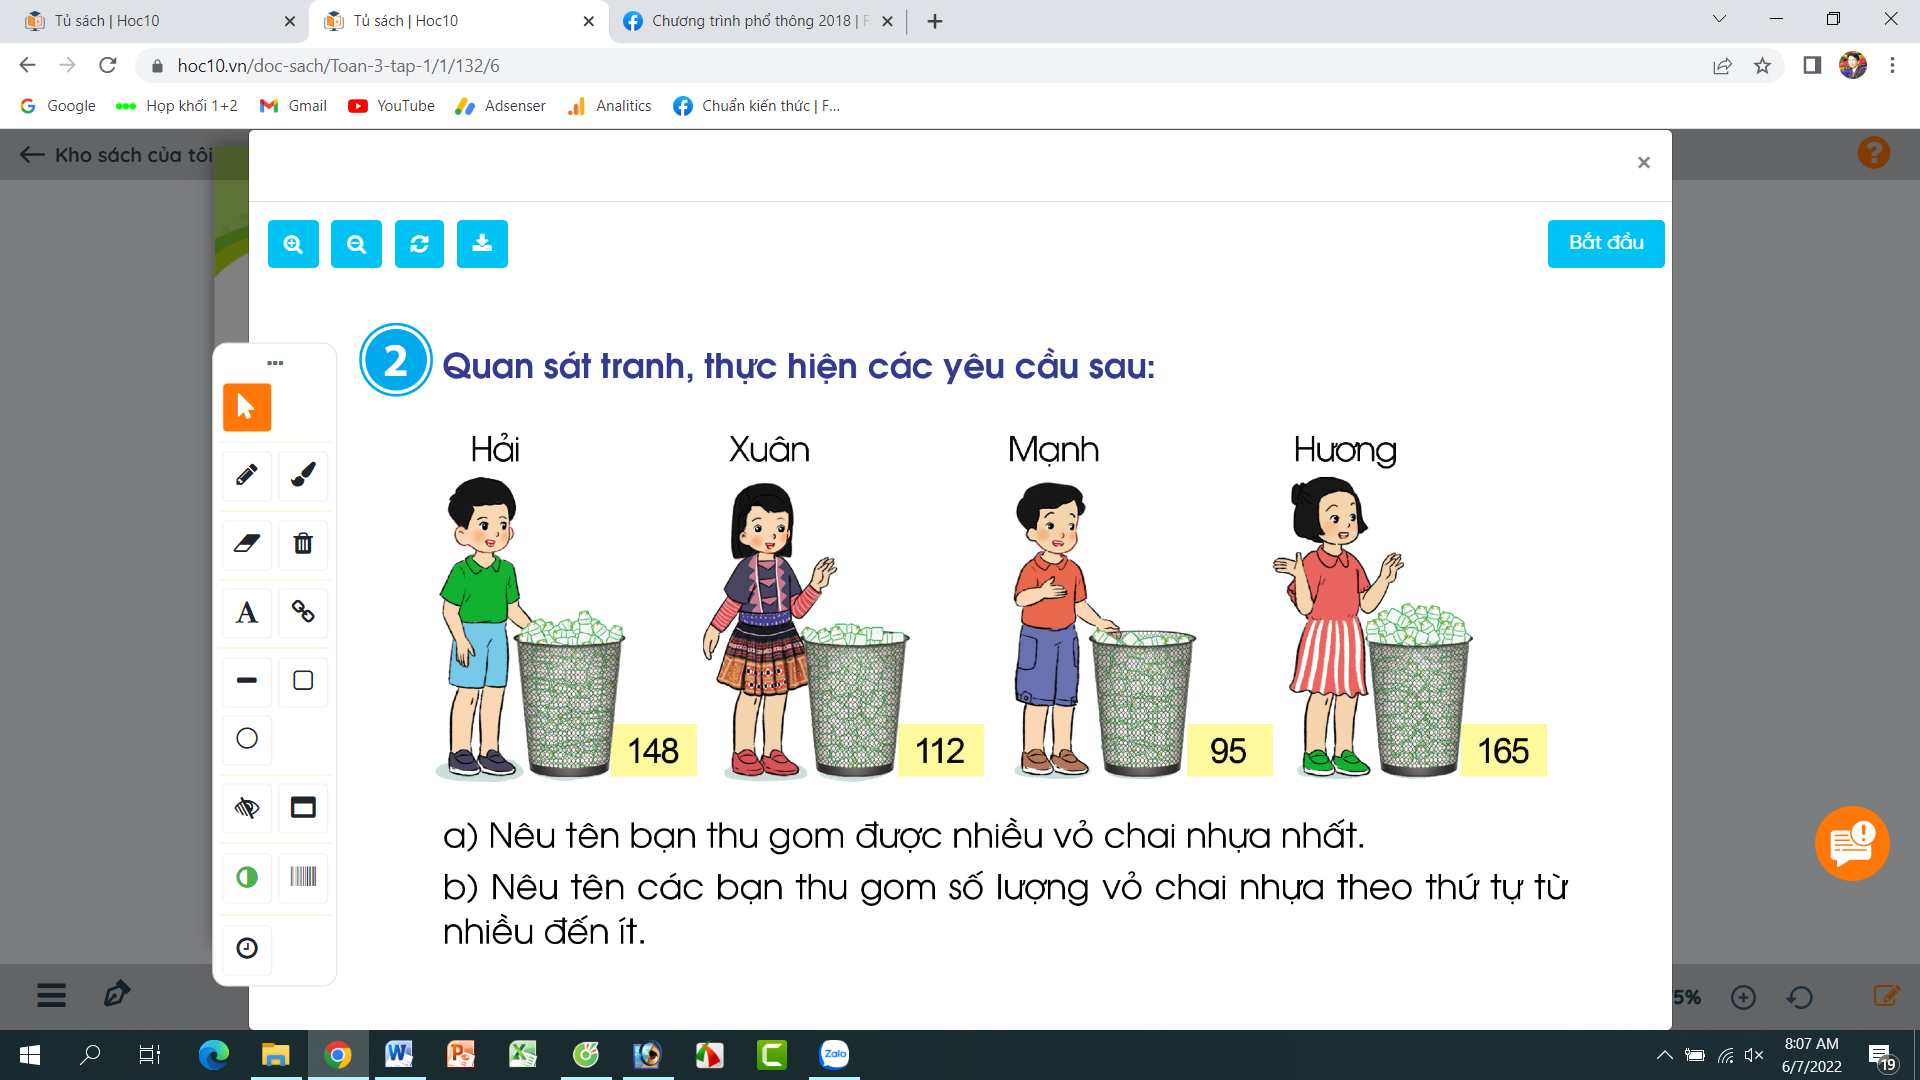 Tủ sách | Hoc10
Tủ sách | Hoc10
Chương trình phổ thông 2018 | F
hoc10.vn/doc-sach/Toan-3-tap-1/1/132/6
Google
Họp khối 1+2
Gmail
YouTube
Adsenser
Analitics
Chuẩn kiến thức | F...
Kho sách của tôi
?
Bắt đầu
2
Quan sát tranh, thực hiện các yêu cầu sau:
Hải Xuân Mạnh Hương
148 112 95 165
a) Nêu tên bạn thu gom được nhiều vỏ chai nhựa nhất.
b) Nêu tên các bạn thu gom số lượng vỏ chai nhựa theo thứ tự từ
nhiều đến ít.
A
5%
Zalo
8:07 AM
6/7/2022
19